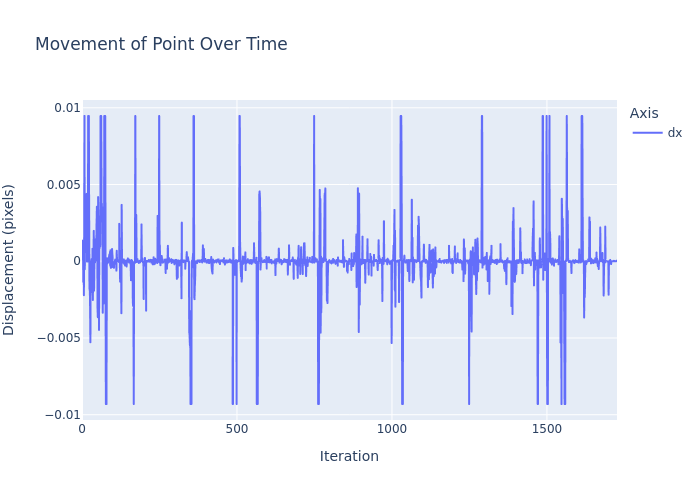 Movement of Point Over Time
0.01
0.005
0
−0.005
−0.01
0
500
1000
1500
Iteration
Displacement (pixels)
Axis
dx